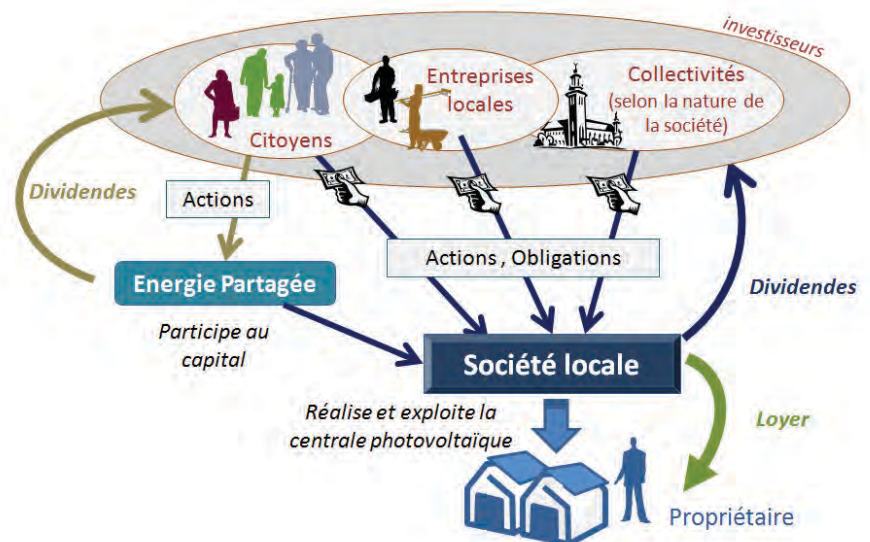 investisseurs
Entreprises
locales
Collectivités
(selon la nature de
la société)
Citoyens
Dividendes
Actions
Actions , Obligations
Energie Partagée
Dividendes
Participe au
capital
Société locale
Réalise et exploite la
centrale photovoltaïque
Loyer
Propriétaire